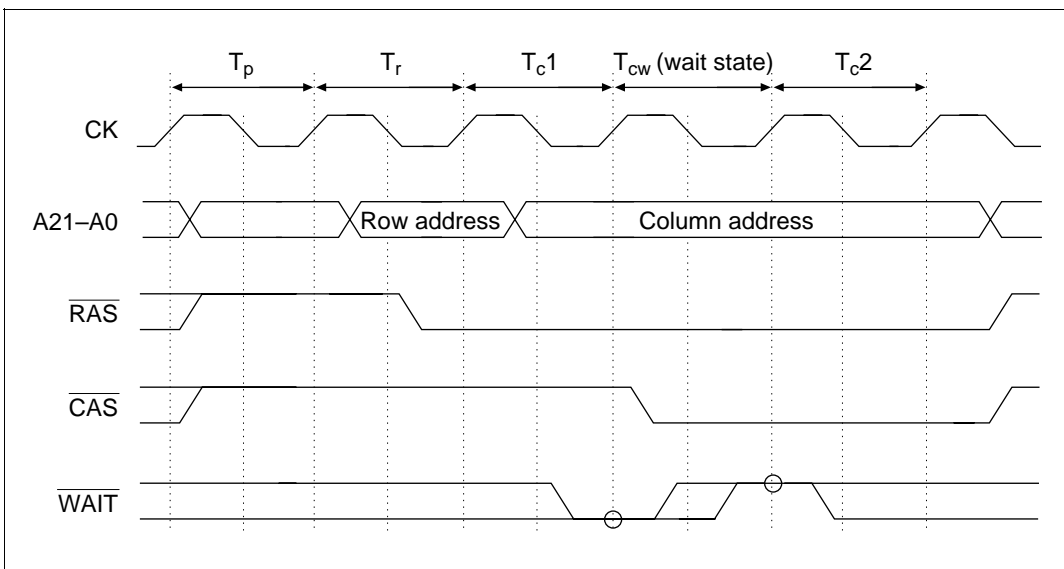 Tp Tr Tc1 Tcw (wait state) Tc2
CK
A21–A0 Row address Column address
RAS
CAS
WAIT